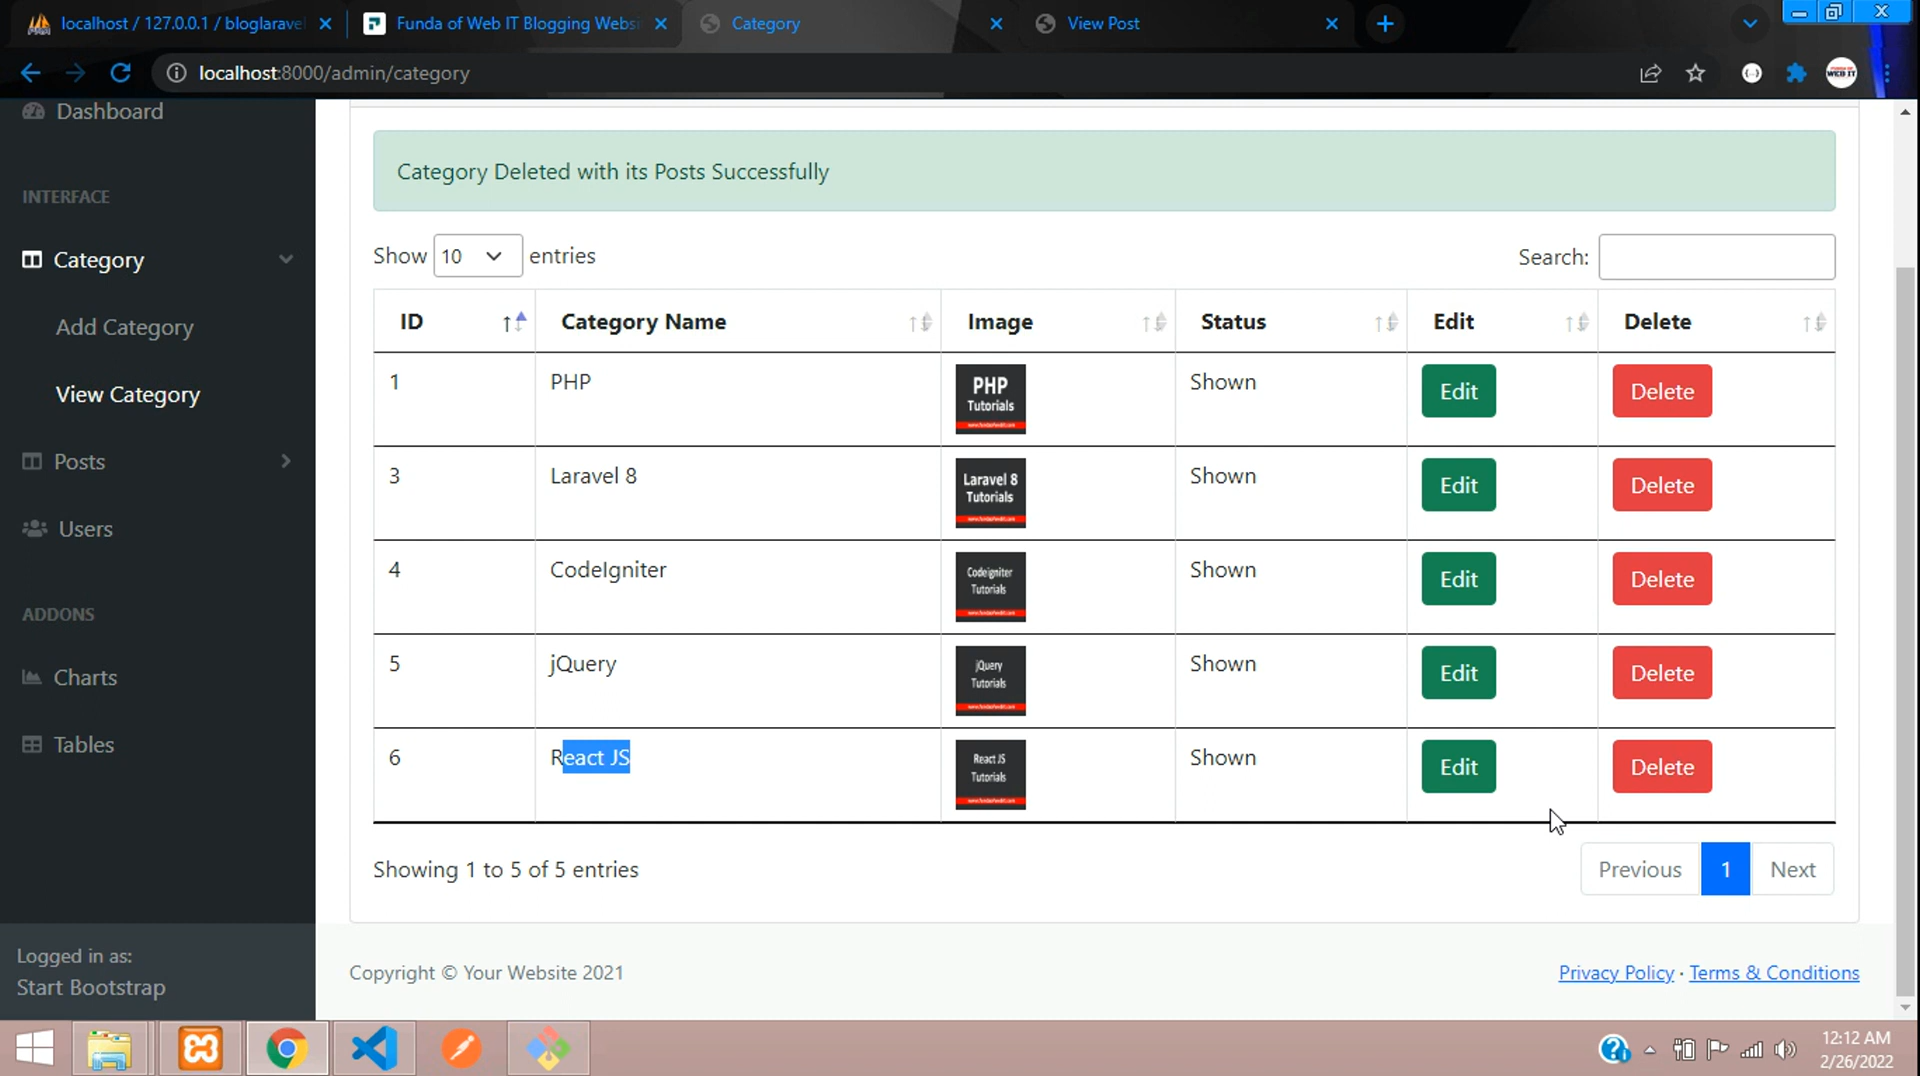 localhost / 127.0.0.1 / bloglaravel
Funda of Web IT Blogging Websi
Category
View Post
localhost:8000/admin/category
WEB IT
Dashboard
INTERFACE
Category
Add Category
View Category
Posts
Users
ADDONS
Charts
Tables
Logged in as:
Start Bootstrap
Category Deleted with its Posts Successfully
Show 10 entries
Search:
ID Category Name Image Status Edit Delete
1 PHP PHP Tutorials Shown Edit Delete
3 Laravel 8 Laravel 8 Tutorials Shown Edit Delete
4 CodeIgniter Codeigniter Tutorials Shown Edit Delete
5 jQuery jQuery Tutorials Shown Edit Delete
6 React JS React JS Tutorials Shown Edit Delete
Showing 1 to 5 of 5 entries
Previous 1 Next
Copyright © Your Website 2021
Privacy Policy · Terms & Conditions
12:12 AM
2/26/2022